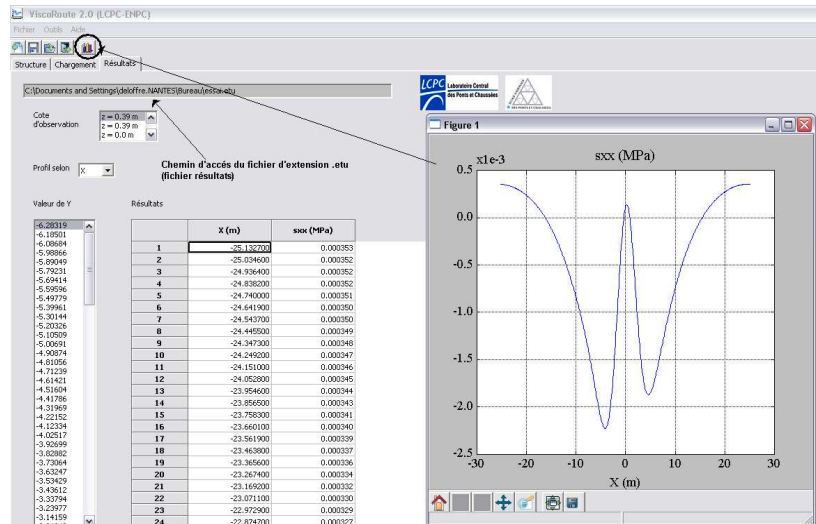 ViscoRoute 2.0 (LCPC-ENPC)
Fichier Outils Aide
Structure Chargement Résultats
C:\Documents and Settings\deloffre.NANTES\Bureau\essai.etu
LCPC Laboratoire Central
des Ponts et Chaussées
Cote
d'observation
z = 0.39 m
z = 0.39 m
z = 0.0 m
Profil selon X
Chemin d'accés du fichier d'extension .etu
(fichier résultats)
Valeur de Y
-6.28319
-6.18501
-6.08684
-5.98866
-5.89049
-5.79231
-5.69414
-5.59596
-5.49779
-5.39961
-5.30144
-5.20326
-5.10509
-5.00691
-4.90874
-4.81056
-4.71239
-4.61421
-4.51604
-4.41786
-4.31969
-4.22152
-4.12334
-4.02517
-3.92699
-3.82882
-3.73064
-3.63247
-3.53429
-3.43612
-3.33794
-3.23977
-3.14159
Résultats
X (m) sxx (MPa)
1 -25.132700 0.000353
2 -25.034600 0.000352
3 -24.936400 0.000352
4 -24.838200 0.000352
5 -24.740000 0.000351
6 -24.641900 0.000350
7 -24.543700 0.000350
8 -24.445500 0.000349
9 -24.347300 0.000348
10 -24.249200 0.000347
11 -24.151000 0.000346
12 -24.052800 0.000345
13 -23.954600 0.000344
14 -23.856500 0.000343
15 -23.758300 0.000341
16 -23.660100 0.000340
17 -23.561900 0.000339
18 -23.463800 0.000337
19 -23.365600 0.000336
20 -23.267400 0.000334
21 -23.169200 0.000332
22 -23.071100 0.000330
23 -22.972900 0.000329
24 -22.874700 0.000327
Figure 1
x1e-3
sxx (MPa)
0.5
0.0
-0.5
-1.0
-1.5
-2.0
-2.5
-30 -20 -10 0 10 20 30
X (m)